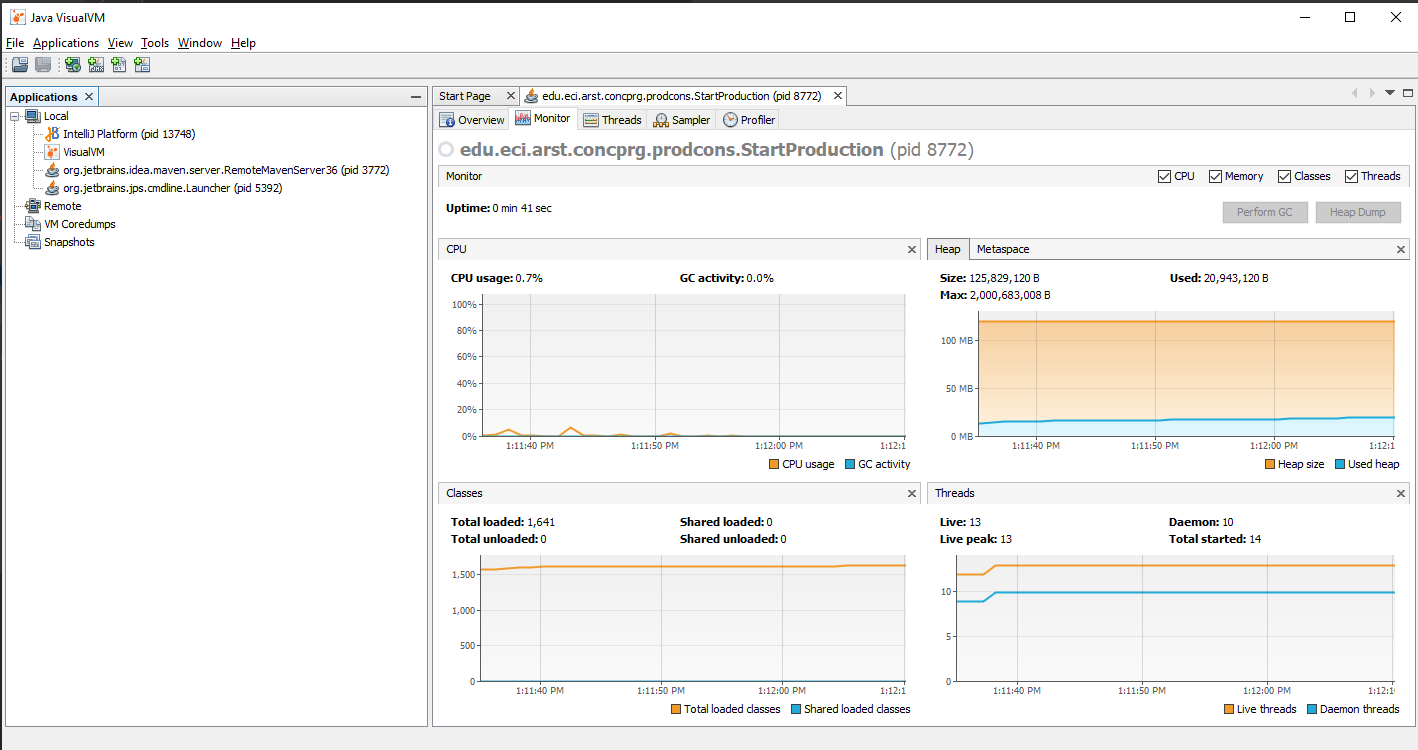 Java VisualVM
File Applications View Tools Window Help
Applications
Local
IntelliJ Platform (pid 13748)
VisualVM
org.jetbrains.idea.maven.server.RemoteMavenServer36 (pid 3772)
org.jetbrains.jps.cmdline.Launcher (pid 5392)
Remote
VM Coredumps
Snapshots
Start Page edu.eci.arst.concprg.prodcons.StartProduction (pid 8772)
Overview Monitor Threads Sampler Profiler
edu.eci.arst.concprg.prodcons.StartProduction (pid 8772)
Monitor CPU Memory Classes Threads
Uptime: 0 min 41 sec
Perform GC Heap Dump
CPU
CPU usage: 0.7% GC activity: 0.0%
100%
80%
60%
40%
20%
0%
1:11:40 PM 1:11:50 PM 1:12:00 PM 1:12:1
CPU usage GC activity
Heap Metaspace
Size: 125,829,120 B Used: 20,943,120 B
Max: 2,000,683,008 B
100 MB
50 MB
0 MB
1:11:40 PM 1:11:50 PM 1:12:00 PM 1:12:1
Heap size Used heap
Classes
Total loaded: 1,641 Shared loaded: 0
Total unloaded: 0 Shared unloaded: 0
1,500
1,000
500
0
1:11:40 PM 1:11:50 PM 1:12:00 PM 1:12:1
Total loaded classes Shared loaded classes
Threads
Live: 13 Daemon: 10
Live peak: 13 Total started: 14
10
5
0
1:11:40 PM 1:11:50 PM 1:12:00 PM 1:12:1
Live threads Daemon threads